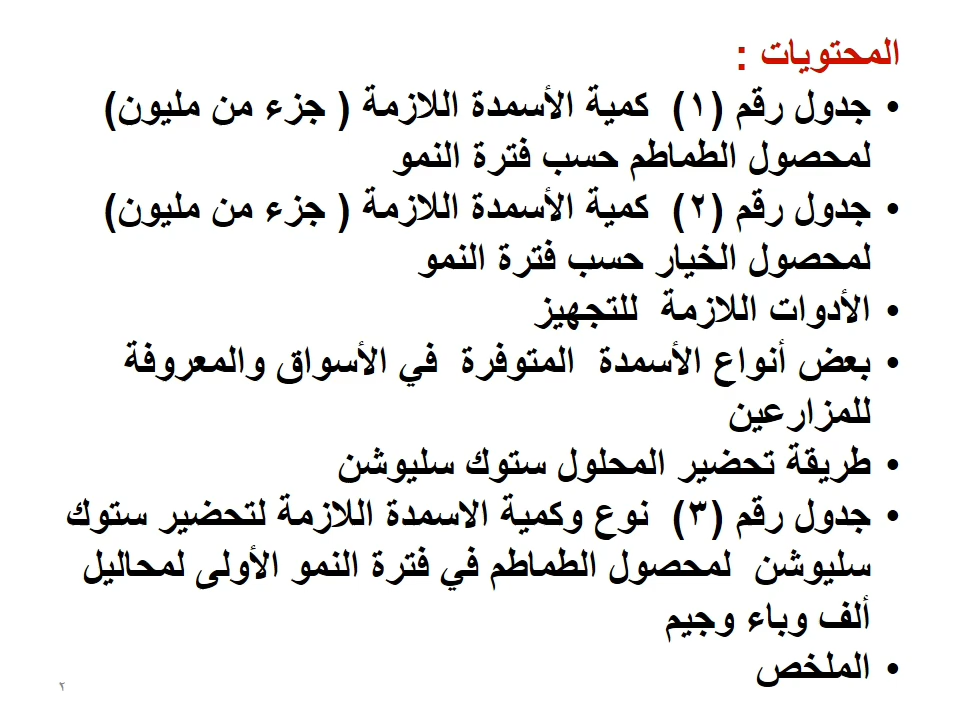 المحتويات :
• جدول رقم (١) كمية الأسمدة اللازمة ( جزء من مليون)
لمحصول الطماطم حسب فترة النمو
• جدول رقم (٢) كمية الأسمدة اللازمة ( جزء من مليون)
لمحصول الخيار حسب فترة النمو
• الأدوات اللازمة للتجهيز
• بعض أنواع الأسمدة المتوفرة في الأسواق والمعروفة
للمزارعين
• طريقة تحضير المحلول ستوك سليوشن
• جدول رقم (٣) نوع وكمية الاسمدة اللازمة لتحضير ستوك
سليوشن لمحصول الطماطم في فترة النمو الأولى لمحاليل
ألف وباء وجيم
• الملخص
٢